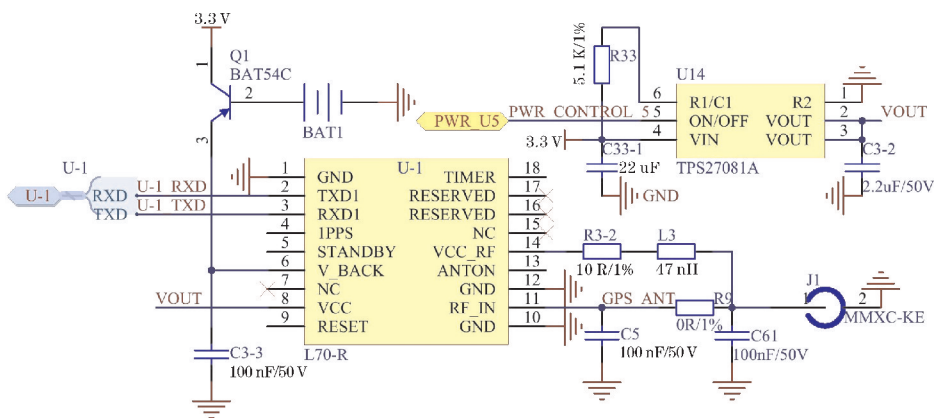 3.3 V
Q1
BAT54C
1
2
3
BAT1
5.1 K/1%
R33
U14
6
R1/C1
R2
1
PWR_U5
PWR_CONTROL
5
5
ON/OFF
VOUT
2
VOUT
3.3 V
4
VIN
VOUT
3
C33-1
22 uF
GND
TPS27081A
C3-2
2.2uF/50V
U-1
U-1
RXD
TXD
U-1_RXD
U-1_TXD
U-1
1
GND
TIMER
18
2
TXD1
RESERVED
17
3
RXD1
RESERVED
16
4
1PPS
NC
15
5
STANDBY
VCC_RF
14
6
V_BACK
ANTON
13
7
NC
GND
12
VOUT
8
VCC
RF_IN
11
9
RESET
GND
10
L70-R
R3-2
10 R/1%
L3
47 nII
GPS_ANT
R9
0R/1%
J1
1
2
MMXC-KE
C5
100 nF/50 V
C61
100nF/50V
C3-3
100 nF/50 V